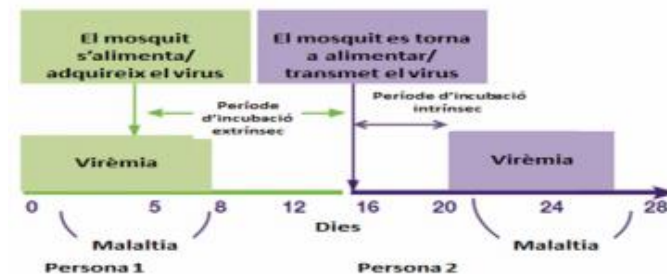 El mosquit
s'alimenta/
adquireix el virus
El mosquit es torna
a alimentar/
transmet el virus
Període
d'incubació
extrínsec
Període d'incubació
intrínsec
Virèmia
Virèmia
0 5 8 12 16 20 24 28
Dies
Malaltia
Malaltia
Persona 1
Persona 2